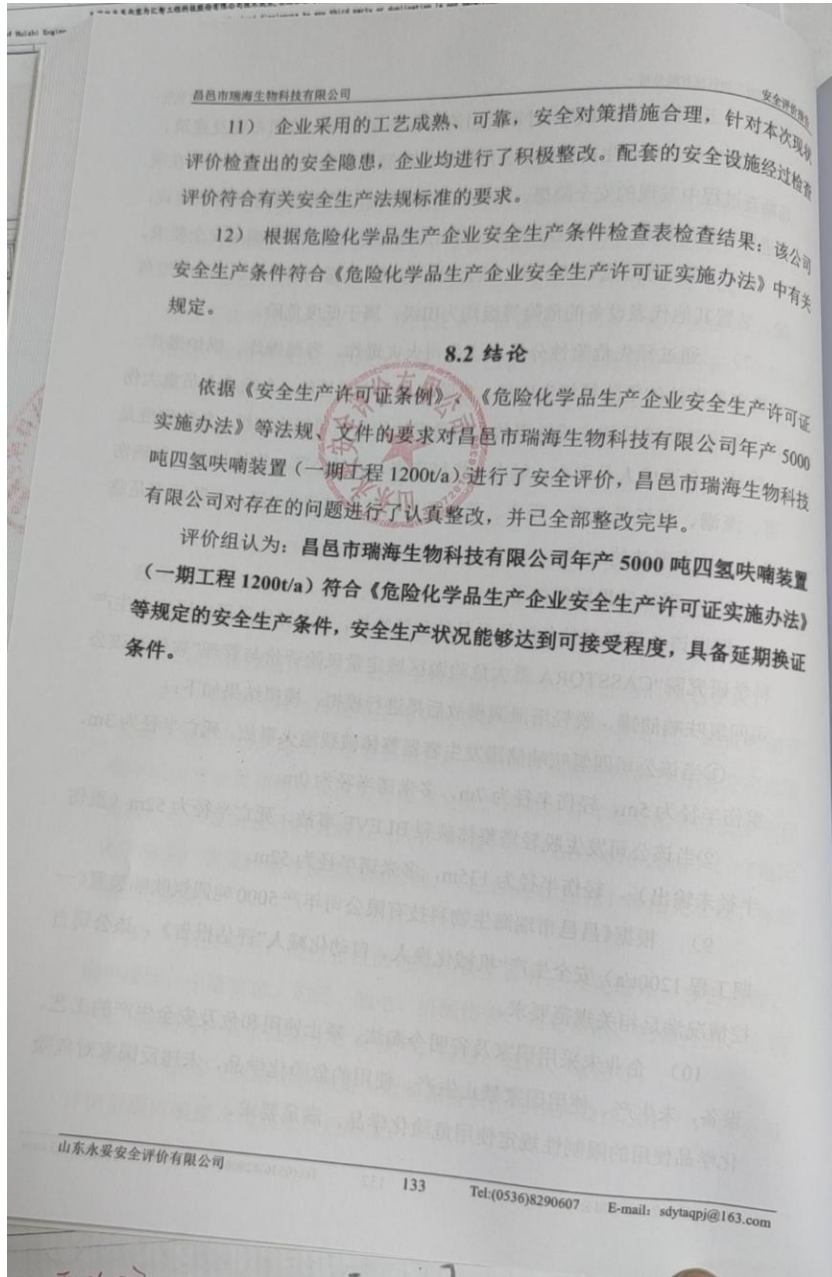 昌邑市瑞海生物科技有限公司
安全评价报告
11） 企业采用的工艺成熟、可靠，安全对策措施合理，针对本次现状
评价检查出的安全隐患，企业均进行了积极整改。配套的安全设施经过检查
评价符合有关安全生产法规标准的要求。
12） 根据危险化学品生产企业安全生产条件检查表检查结果：该公司
安全生产条件符合《危险化学品生产企业安全生产许可证实施办法》中有关
规定。
8.2 结论
依据《安全生产许可证条例》、《危险化学品生产企业安全生产许可证
实施办法》等法规、文件的要求对昌邑市瑞海生物科技有限公司年产 5000
吨四氢呋喃装置（一期工程 1200t/a）进行了安全评价，昌邑市瑞海生物科技
有限公司对存在的问题进行了认真整改，并已全部整改完毕。
评价组认为：昌邑市瑞海生物科技有限公司年产 5000 吨四氢呋喃装置
（一期工程 1200t/a）符合《危险化学品生产企业安全生产许可证实施办法》
等规定的安全生产条件，安全生产状况能够达到可接受程度，具备延期换证
条件。
山东永妥安全评价有限公司
133
Tel:(0536)8290607
E-mail：sdytaqpj@163.com